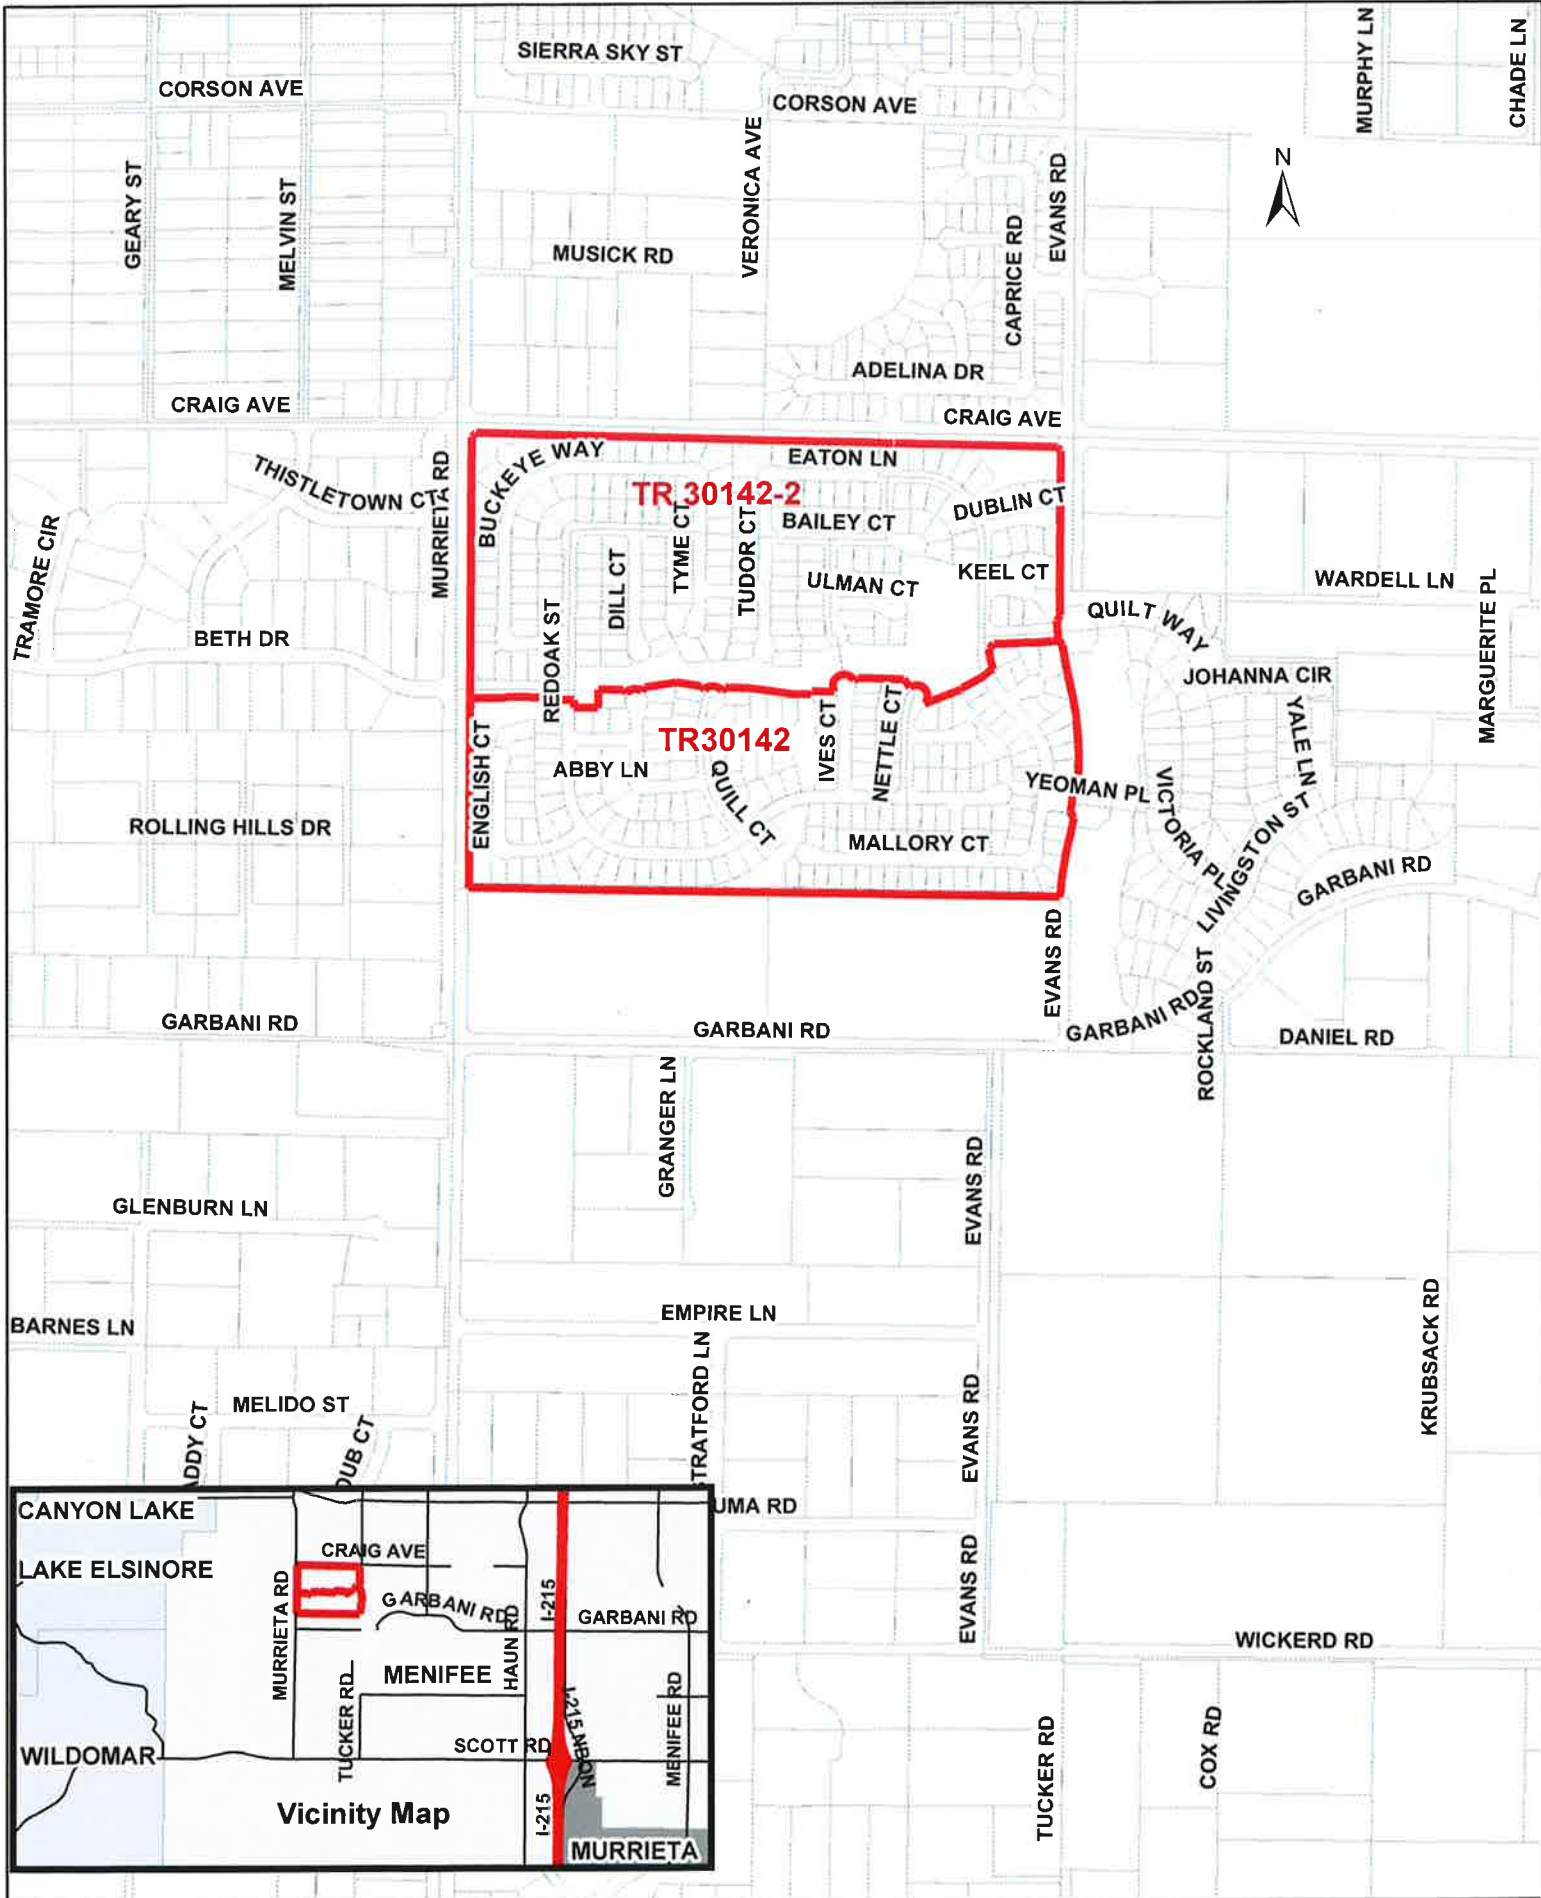 SIERRA SKY ST
MURPHY LN
CHADE LN
CORSON AVE
CORSON AVE
N
GEARY ST
MELVIN ST
VERONICA AVE
EVANS RD
MUSICK RD
CAPRICE RD
ADELINA DR
CRAIG AVE
CRAIG AVE
THISTLETOWN CT
MURRIETA RD
BUCKEYE WAY
EATON LN
TR 30142-2
DUBLIN CT
BAILEY CT
TRAMORE CIR
DILL CT
TYME CT
TUDOR CT
ULMAN CT
KEEL CT
WARDELL LN
QUILT WAY
MARGUERITE PL
BETH DR
REDOAK ST
JOHANNA CIR
YALE LN
ENGLISH CT
TR30142
IVES CT
NETTLE CT
ABBY LN
QUILL CT
YEOMAN PL
VICTORIA PL
LIVINGSTON ST
ROLLING HILLS DR
MALLORY CT
GARBANI RD
EVANS RD
ROCKLAND ST
GARBANI RD
GARBANI RD
GARBANI RD
DANIEL RD
GRANGER LN
EVANS RD
GLENBURN LN
EMPIRE LN
BARNES LN
STRATFORD LN
KRUBSACK RD
MELIDO ST
ADDY CT
OUB CT
EVANS RD
UMA RD
EVANS RD
WICKERD RD
TUCKER RD
COX RD
CANYON LAKE
LAKE ELSINORE
CRAIG AVE
MURRIETA RD
GARBANI RD
HAUN RD
I-215
GARBANI RD
MENIFEE
TUCKER RD
I-215 NBON
MENIFEE RD
SCOTT RD
WILDOMAR
I-215
Vicinity Map
MURRIETA